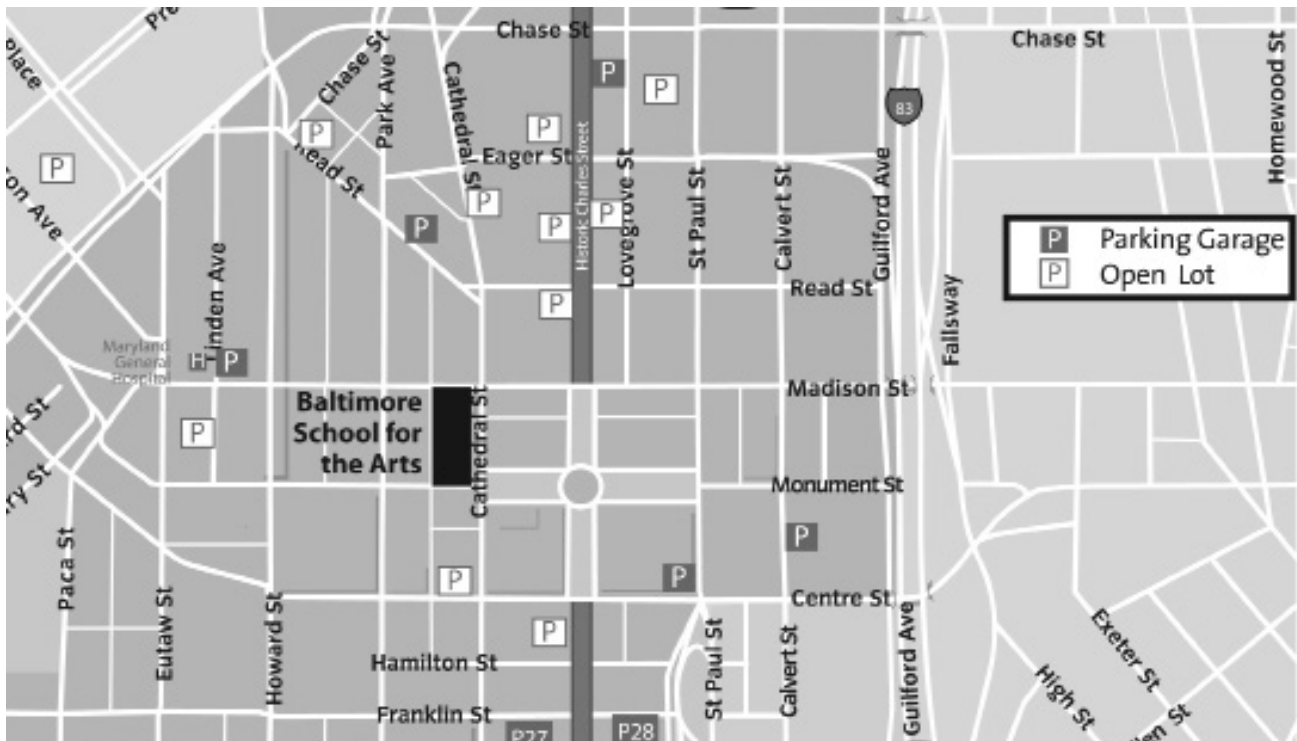 Place
Pre
Chase St
Chase St
Chase St
Park Ave
Cathedral St
P
P
P
P
P
83
Homewood St
Eager St
Read St
Historic Charles Street
Lovegrove St
St Paul St
Calvert St
Guilford Ave
P
P
P
P
P
son Ave
P Parking Garage
P Open Lot
Linden Ave
Read St
P
Fallsway
Maryland
General
Hospital
H
P
Madison St
Baltimore
School for
the Arts
Cathedral St
P
Monument St
P
Paca St
Eutaw St
Howard St
P
P
Centre St
P
Hamilton St
St Paul St
Calvert St
Guilford Ave
Exeter St
High St
Franklin St
P27
P28